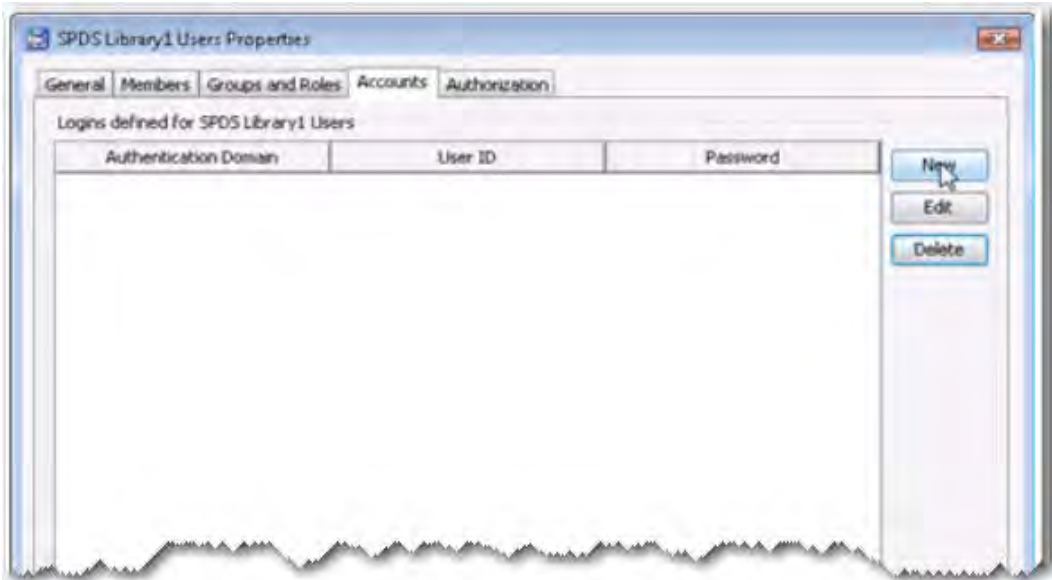 SPDS Library1 Users Properties
General Members Groups and Roles Accounts Authorization
Logins defined for SPDS Library1 Users
Authentication Domain User ID Password
New
Edit
Delete